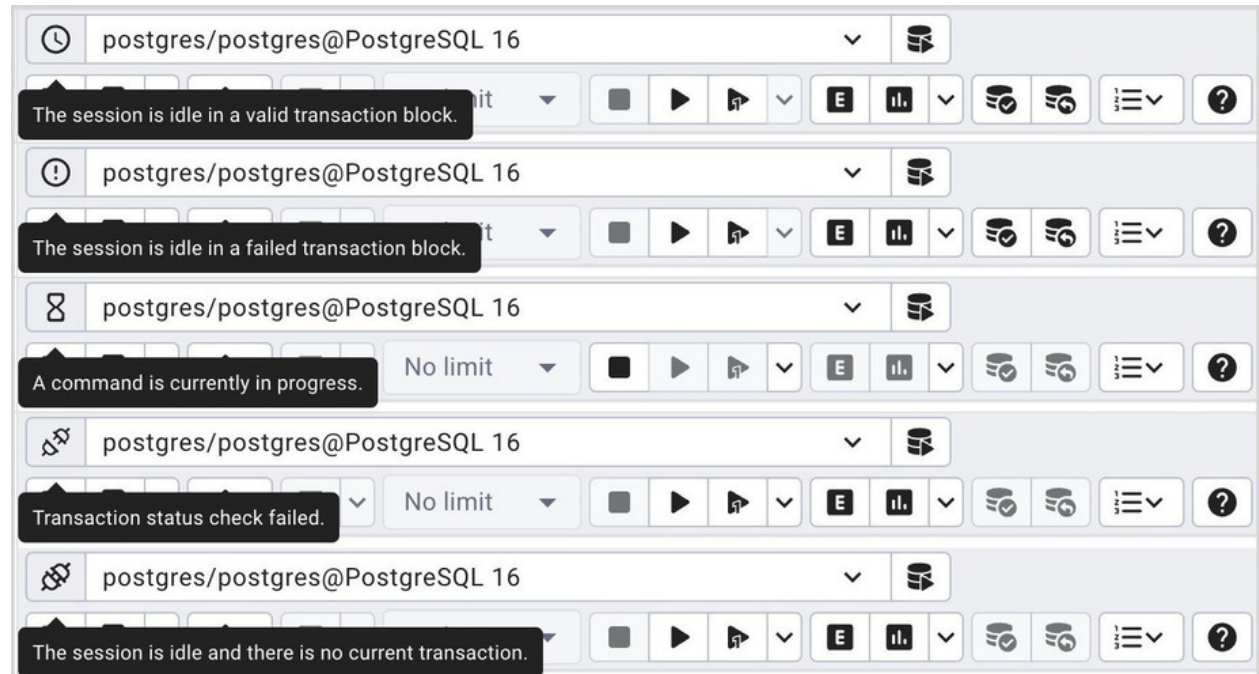 postgres/postgres@PostgreSQL 16
The session is idle in a valid transaction block.
E
postgres/postgres@PostgreSQL 16
The session is idle in a failed transaction block.
E
postgres/postgres@PostgreSQL 16
No limit
A command is currently in progress.
E
postgres/postgres@PostgreSQL 16
No limit
Transaction status check failed.
E
postgres/postgres@PostgreSQL 16
The session is idle and there is no current transaction.
E